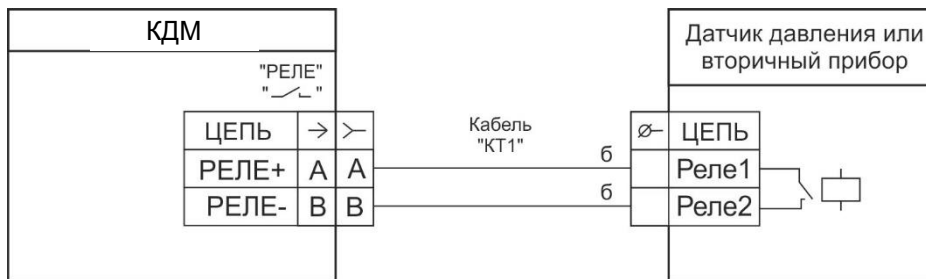 КДМ
Датчик давления или
вторичный прибор
"РЕЛЕ"
" "
ЦЕПЬ
Кабель
"КТ1"
ЦЕПЬ
РЕЛЕ+ А А б Реле1
РЕЛЕ- В В б Реле2